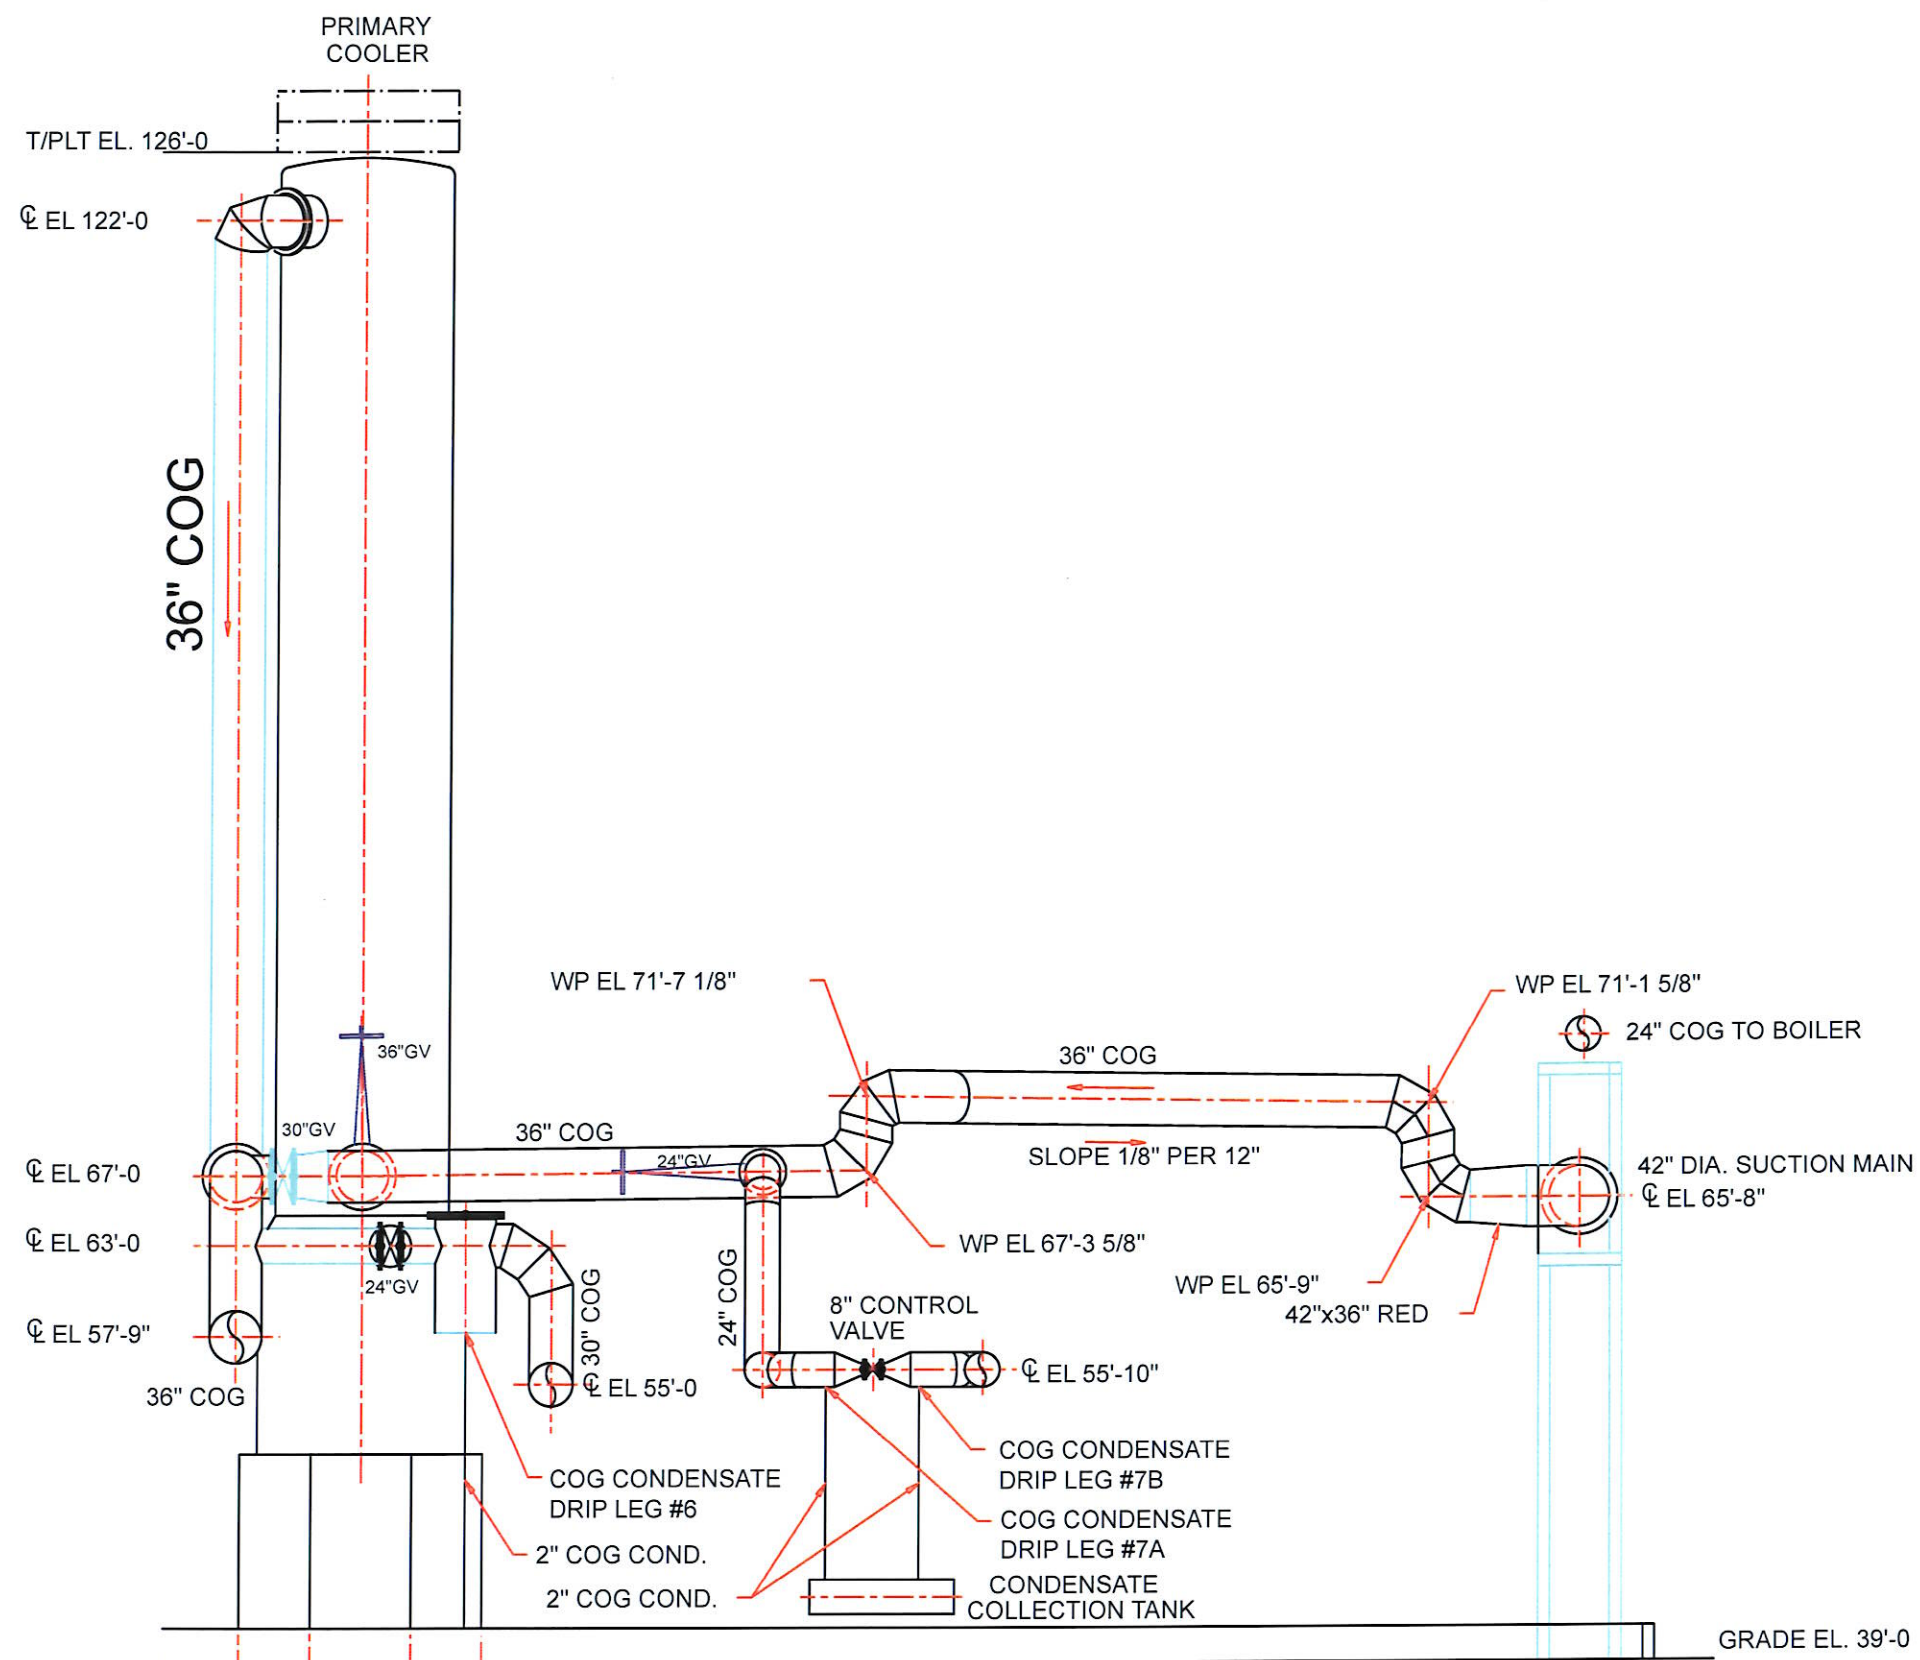 PRIMARY
COOLER
T/PLT EL. 126'-0
℄ EL 122'-0
36" COG
WP EL 71'-7 1/8"
WP EL 71'-1 5/8"
24" COG TO BOILER
36"GV
36" COG
30"GV
36" COG
24"GV
SLOPE 1/8" PER 12"
℄ EL 67'-0
42" DIA. SUCTION MAIN
℄ EL 65'-8"
℄ EL 63'-0
WP EL 67'-3 5/8"
24"GV
WP EL 65'-9"
42"x36" RED
24" COG
30" COG
8" CONTROL
VALVE
℄ EL 57'-9"
℄ EL 55'-10"
℄ EL 55'-0
36" COG
COG CONDENSATE
DRIP LEG #7B
COG CONDENSATE
DRIP LEG #6
COG CONDENSATE
DRIP LEG #7A
2" COG COND.
2" COG COND.
CONDENSATE
COLLECTION TANK
GRADE EL. 39'-0